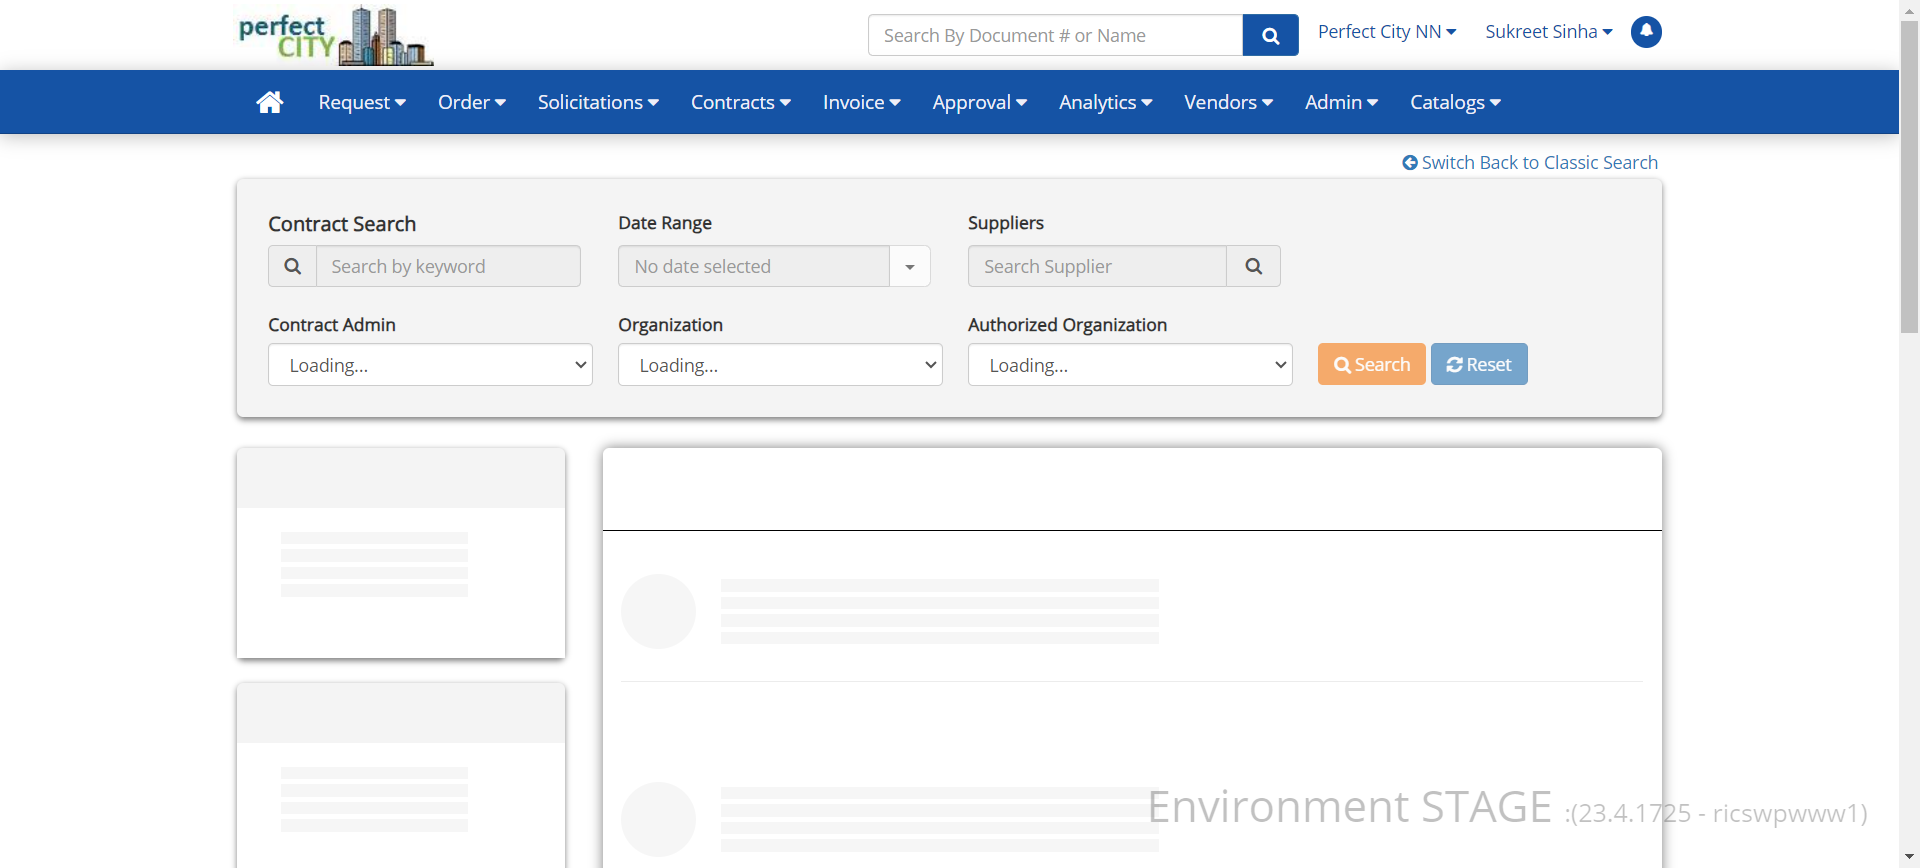 perfect
CITY
Search By Document # or Name
Perfect City NN
Sukreet Sinha
Request
Order
Solicitations
Contracts
Invoice
Approval
Analytics
Vendors
Admin
Catalogs
Switch Back to Classic Search
Contract Search
Date Range
Suppliers
Search by keyword
No date selected
Search Supplier
Contract Admin
Organization
Authorized Organization
Loading...
Loading...
Loading...
Search
Reset
Environment STAGE :(23.4.1725 - ricswpwww1)